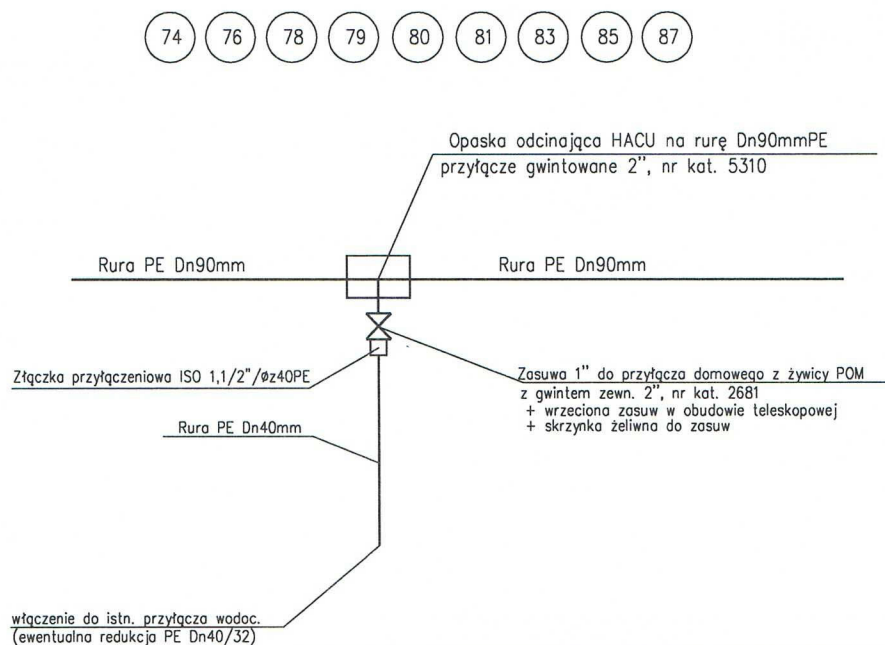 74 76 78 79 80 81 83 85 87
Opaska odcinająca HACU na rurę Dn90mmPE
przyłącze gwintowane 2", nr kat. 5310
Rura PE Dn90mm
Rura PE Dn90mm
Złączka przyłączeniowa ISO 1,1/2"/øz40PE
Zasuwa 1" do przyłącza domowego z żywicy POM
z gwintem zewn. 2", nr kat. 2681
+ wrzeciona zasuw w obudowie teleskopowej
+ skrzynka żeliwna do zasuw
Rura PE Dn40mm
włączenie do istn. przyłącza wodoc.
(ewentualna redukcja PE Dn40/32)